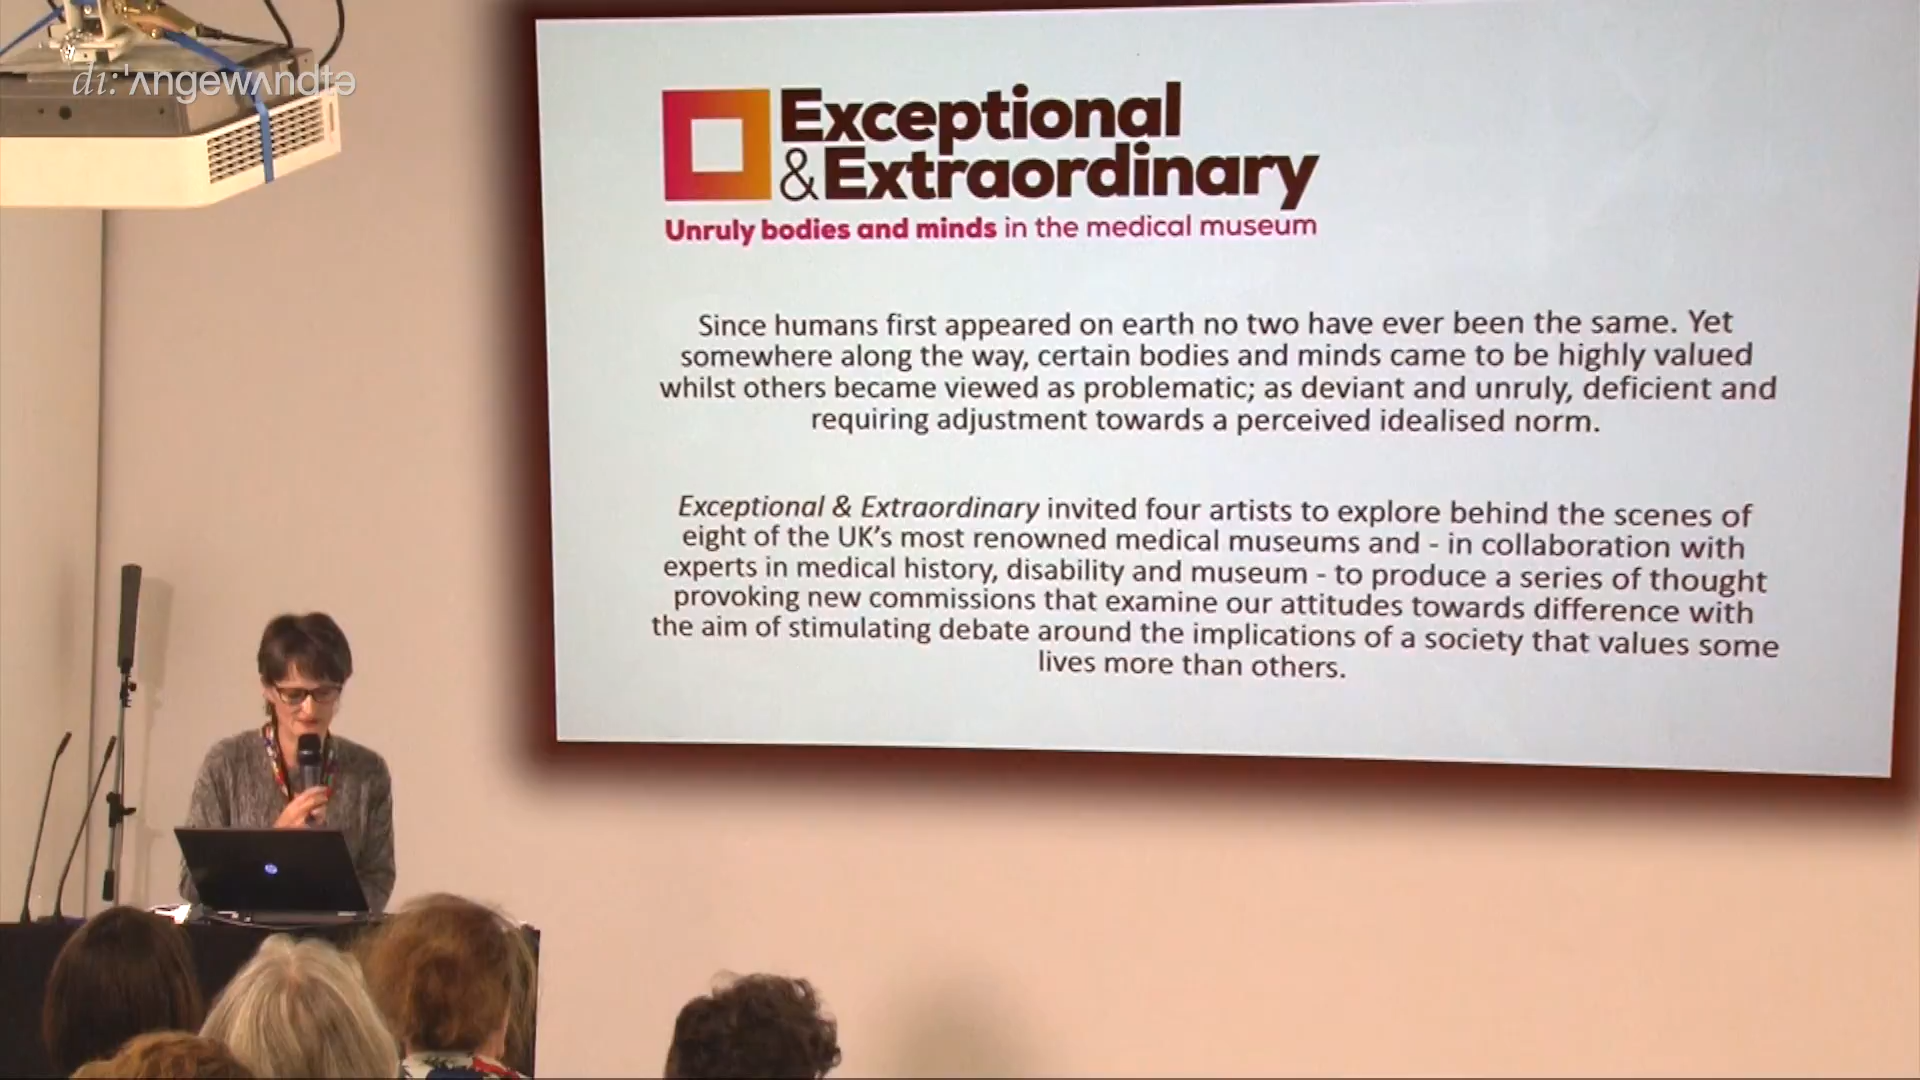 di: 'ʌngewʌndtə
Exceptional
& Extraordinary
Unruly bodies and minds in the medical museum
Since humans first appeared on earth no two have ever been the same. Yet
somewhere along the way, certain bodies and minds came to be highly valued
whilst others became viewed as problematic; as deviant and unruly, deficient and
requiring adjustment towards a perceived idealised norm.
Exceptional & Extraordinary invited four artists to explore behind the scenes of
eight of the UK's most renowned medical museums and - in collaboration with
experts in medical history, disability and museum - to produce a series of thought
provoking new commissions that examine our attitudes towards difference with
the aim of stimulating debate around the implications of a society that values some
lives more than others.
hp